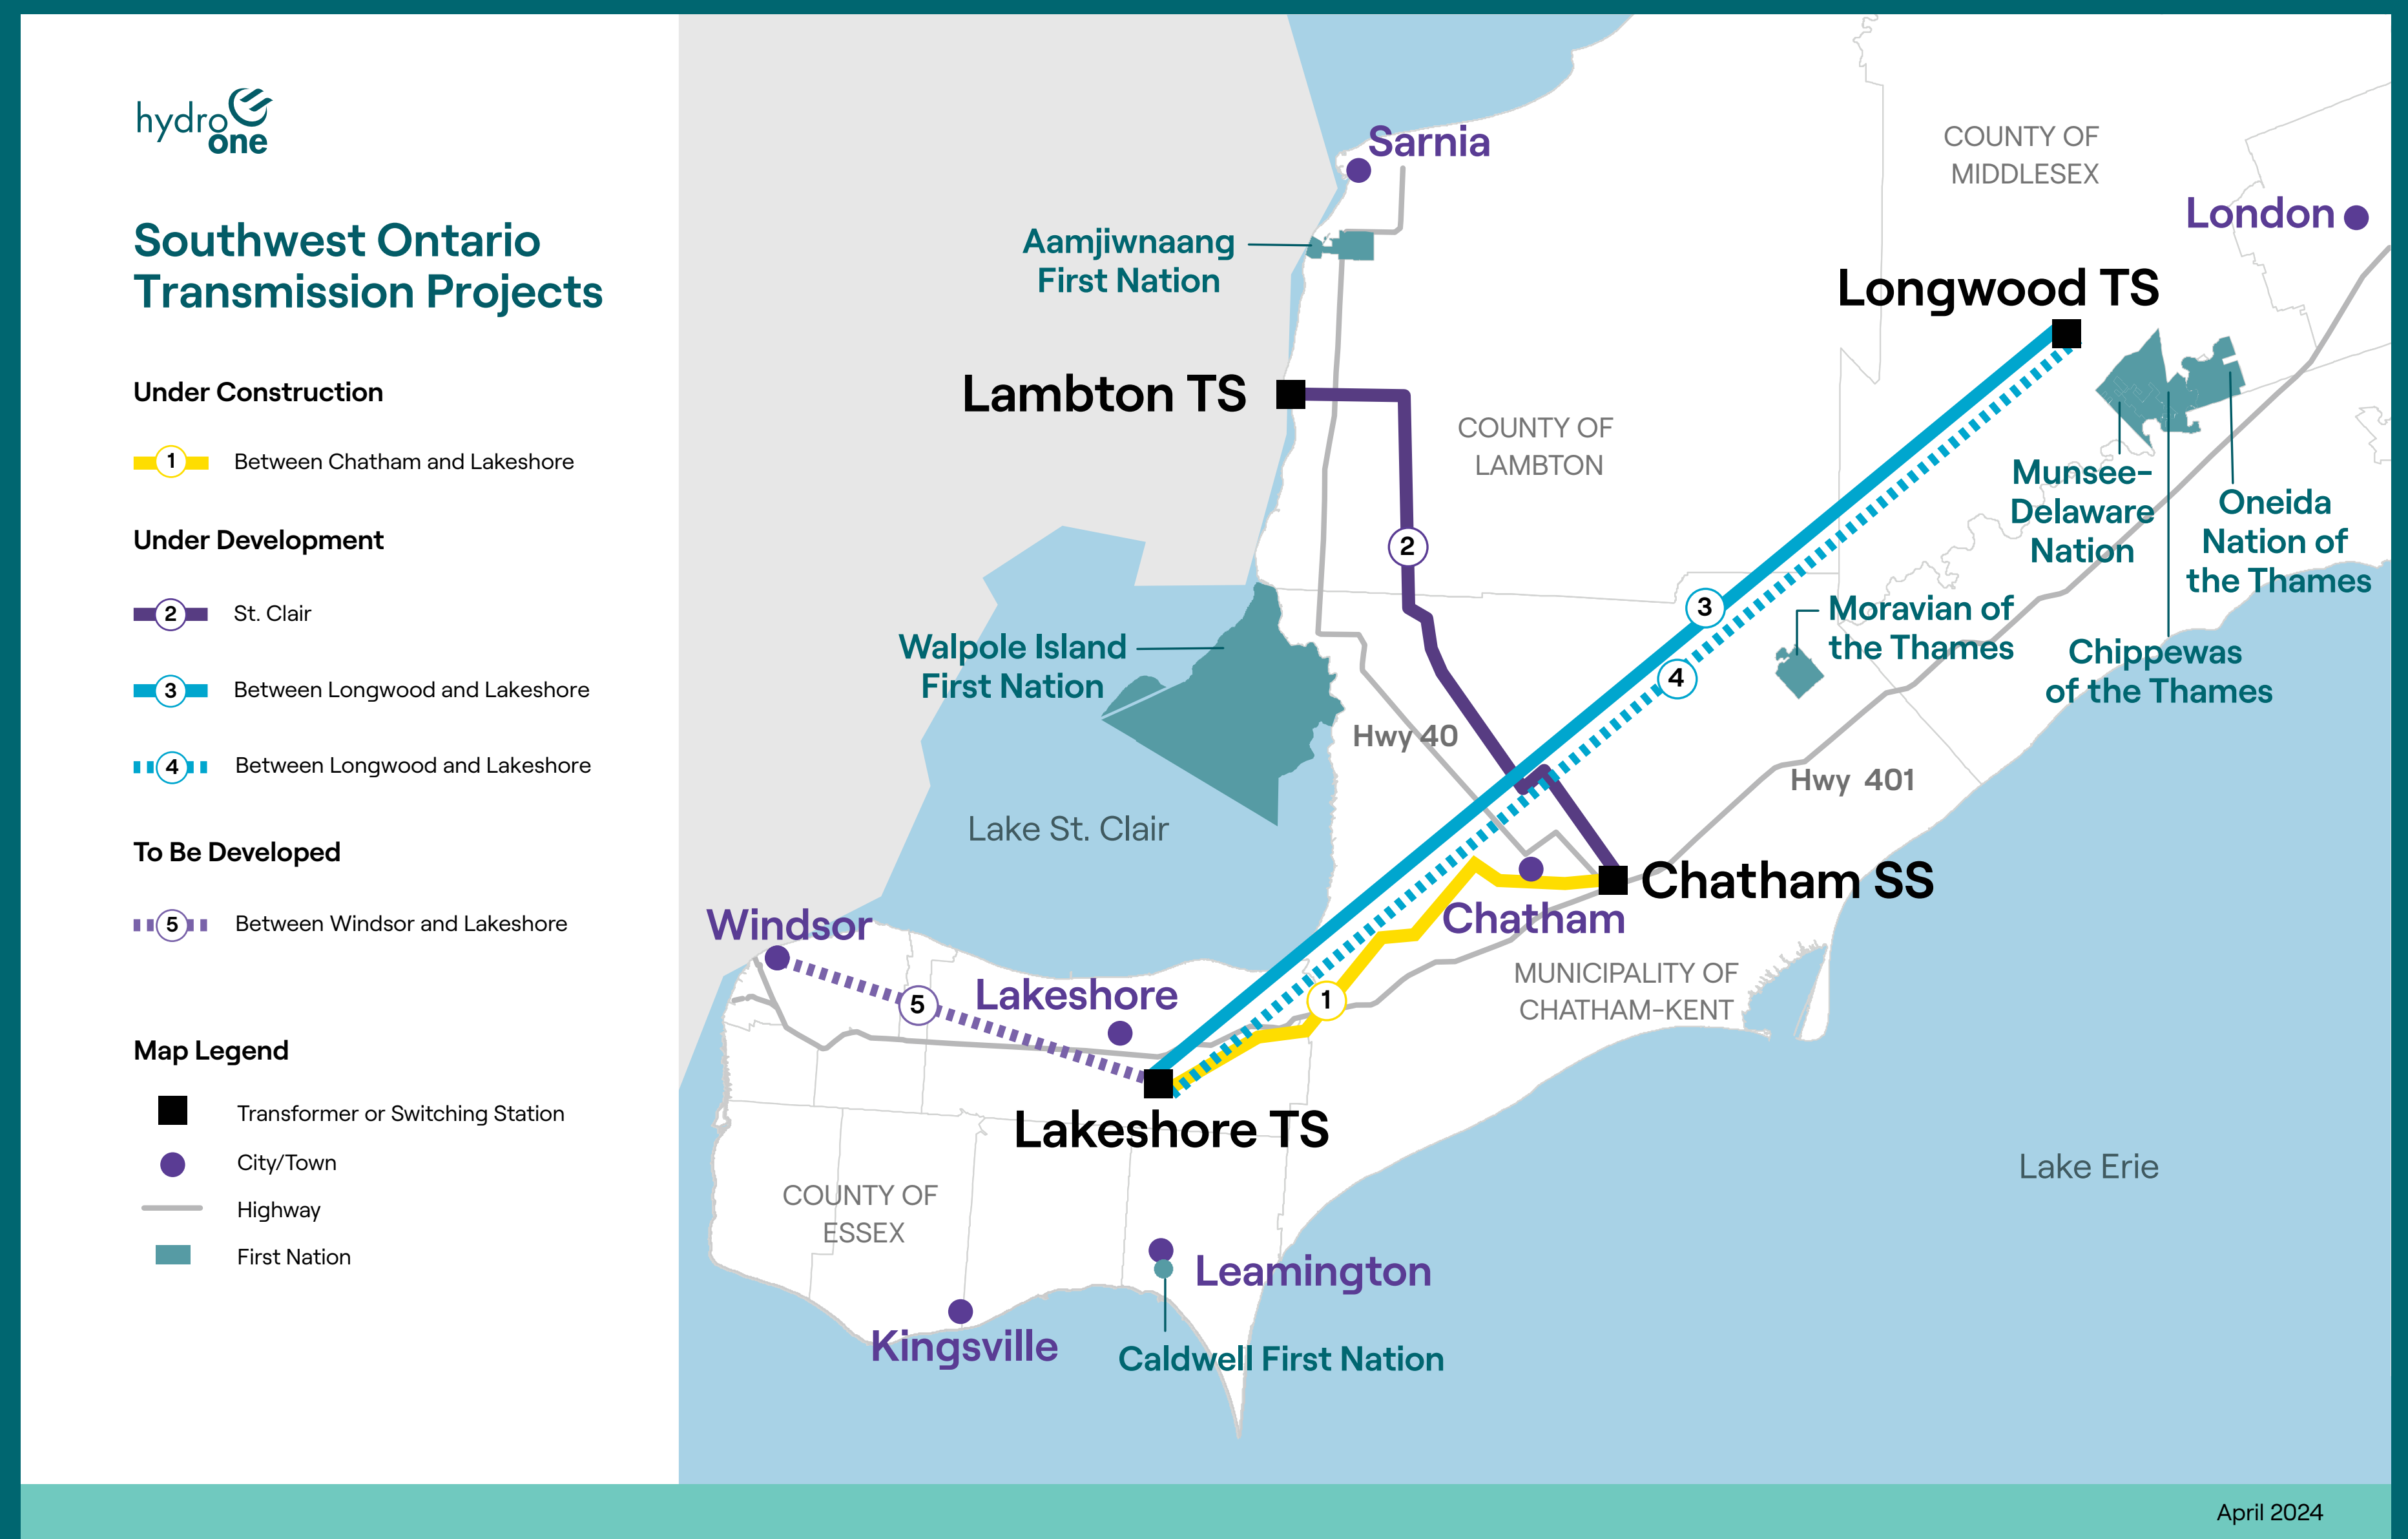 hydro
one
Southwest Ontario
Transmission Projects
Under Construction
1 Between Chatham and Lakeshore
Under Development
2 St. Clair
3 Between Longwood and Lakeshore
4 Between Longwood and Lakeshore
To Be Developed
5 Between Windsor and Lakeshore
Map Legend
Transformer or Switching Station
City/Town
Highway
First Nation
Sarnia
COUNTY OF
MIDDLESEX
London
Aamjiwnaang
First Nation
Longwood TS
Lambton TS
COUNTY OF
LAMBTON
Munsee-
Delaware
Nation
Oneida
Nation of
the Thames
2
3
Moravian of
the Thames
Chippewas
of the Thames
4
Walpole Island
First Nation
Hwy 40
Hwy 401
Lake St. Clair
Chatham SS
Chatham
Windsor
Lakeshore
5
1
MUNICIPALITY OF
CHATHAM-KENT
Lakeshore TS
Lake Erie
COUNTY OF
ESSEX
Leamington
Kingsville
Caldwell First Nation
April 2024